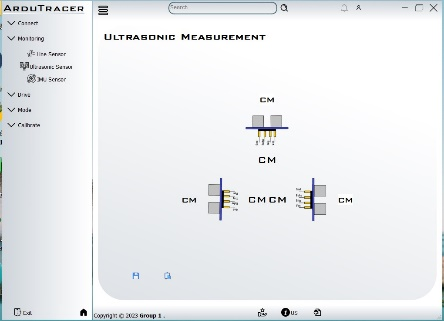 ArduTracer
Search
Connect
Monitoring
Line Sensor
Ultrasonic Sensor
IMU Sensor
Drive
Mode
Calibrate
Exit
Ultrasonic Measurement
CM
CM
CM CM CM CM
Copyright © 2023 Group 1 .
US